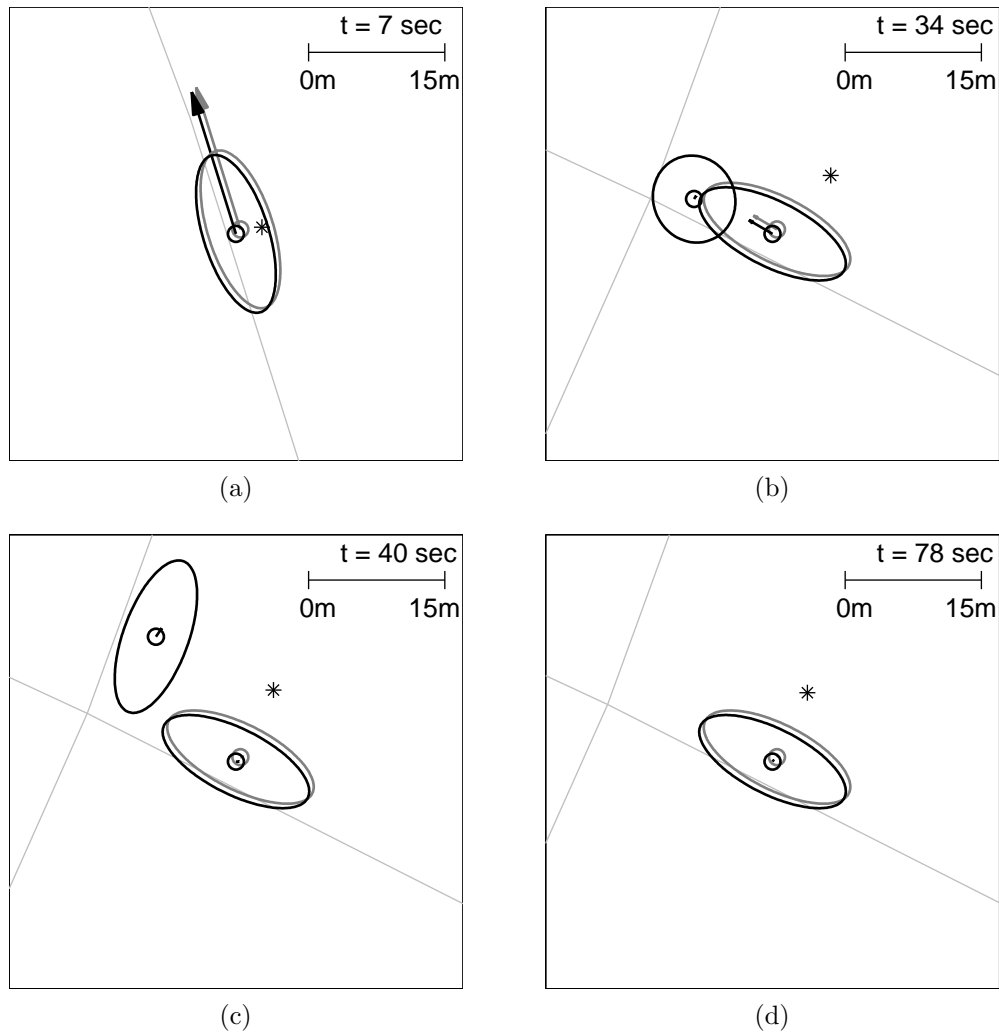 t = 7 sec
0m 15m
(a)
t = 34 sec
0m 15m
(b)
t = 40 sec
0m 15m
(c)
t = 78 sec
0m 15m
(d)